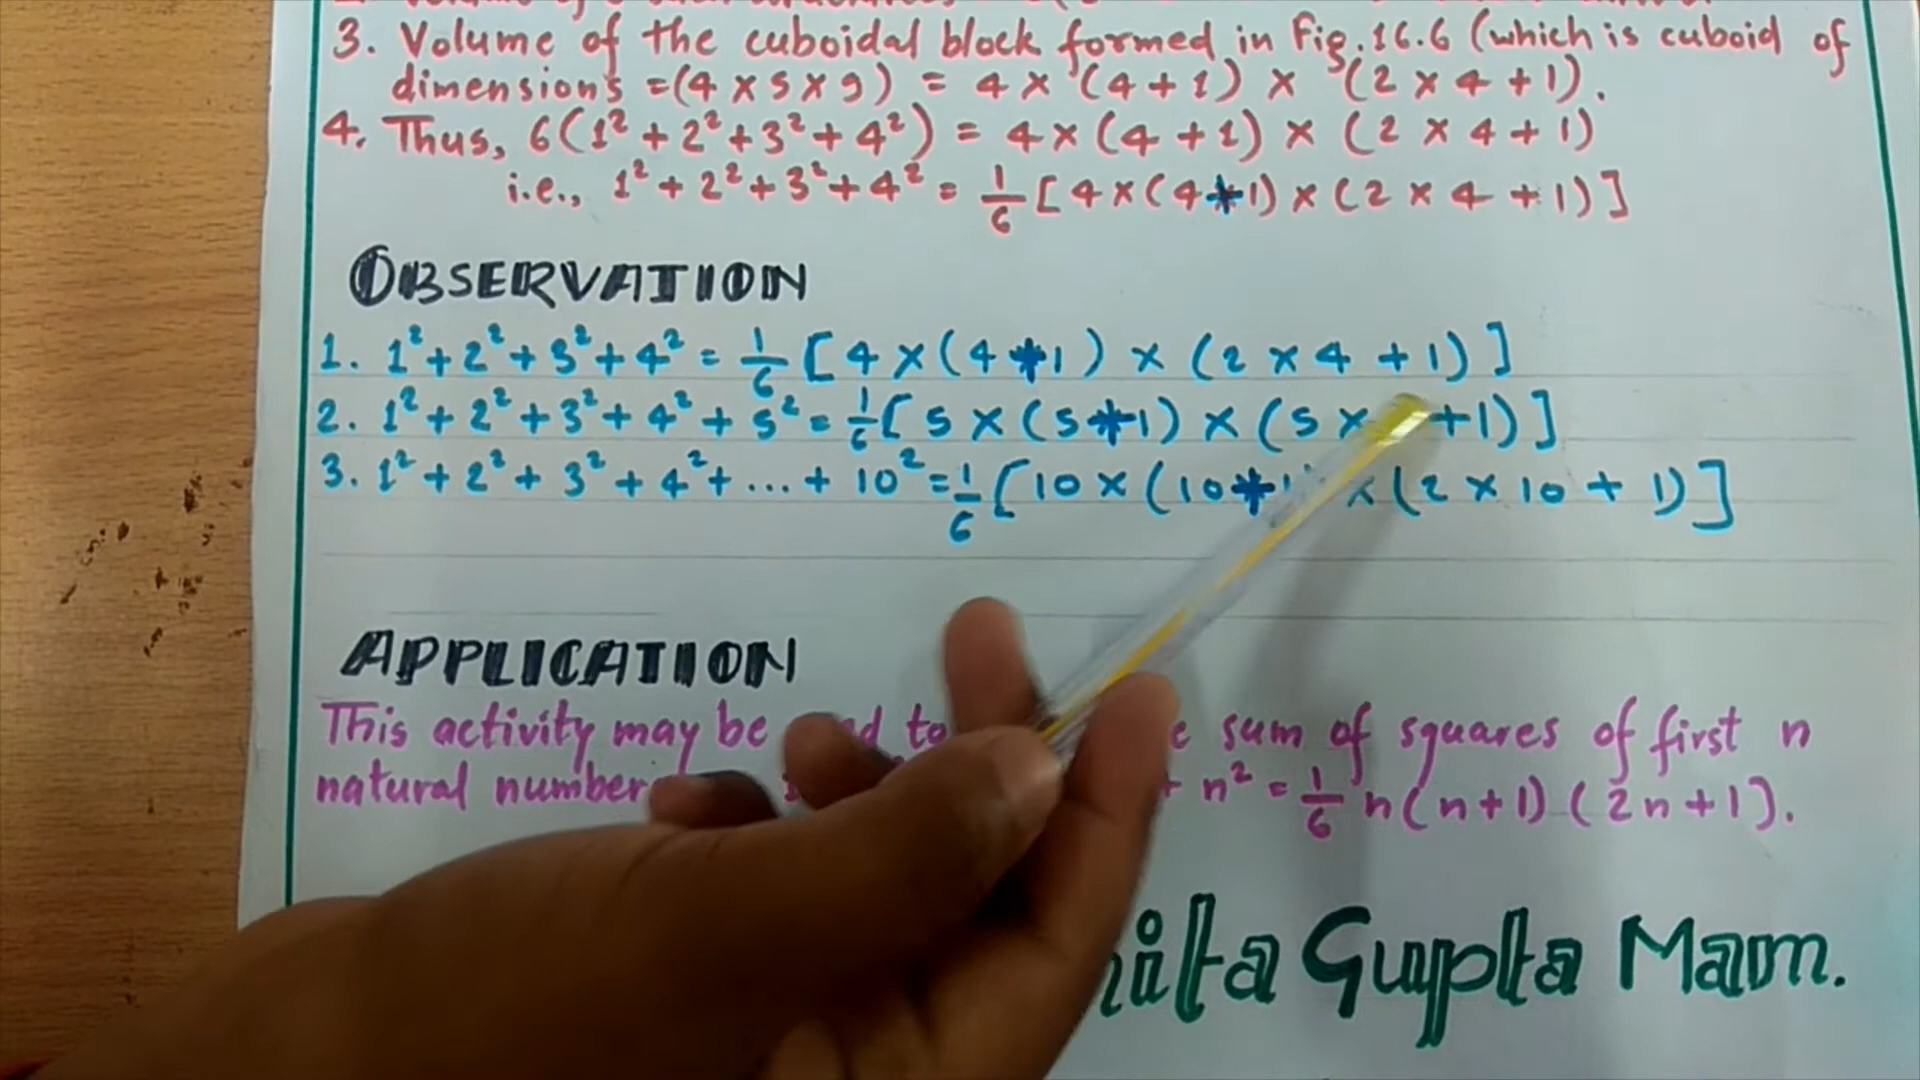 3. Volume of the cuboidal block formed in Fig.16.6 (which is cuboid of
dimensions = (4 × 5 × 9) = 4 × (4 + 1) × (2 × 4 + 1).
4. Thus, 6(1² + 2² + 3² + 4²) = 4 × (4 + 1) × (2 × 4 + 1)
i.e., 1² + 2² + 3² + 4² = 1/6 [4 × (4+1) × (2 × 4 + 1)]
OBSERVATION
1. 1² + 2² + 3² + 4² = 1/6 [4 × (4+1) × (2 × 4 + 1)]
2. 1² + 2² + 3² + 4² + 5² = 1/6 [5 × (5+1) × (5 × +1)]
3. 1² + 2² + 3² + 4² + ... + 10² = 1/6 [10 × (10+1) × (2 × 10 + 1)]
APPLICATION
This activity may be to sum of squares of first n
natural number + n² = 1/6 n(n+1)(2n+1).
Gupta Mam.